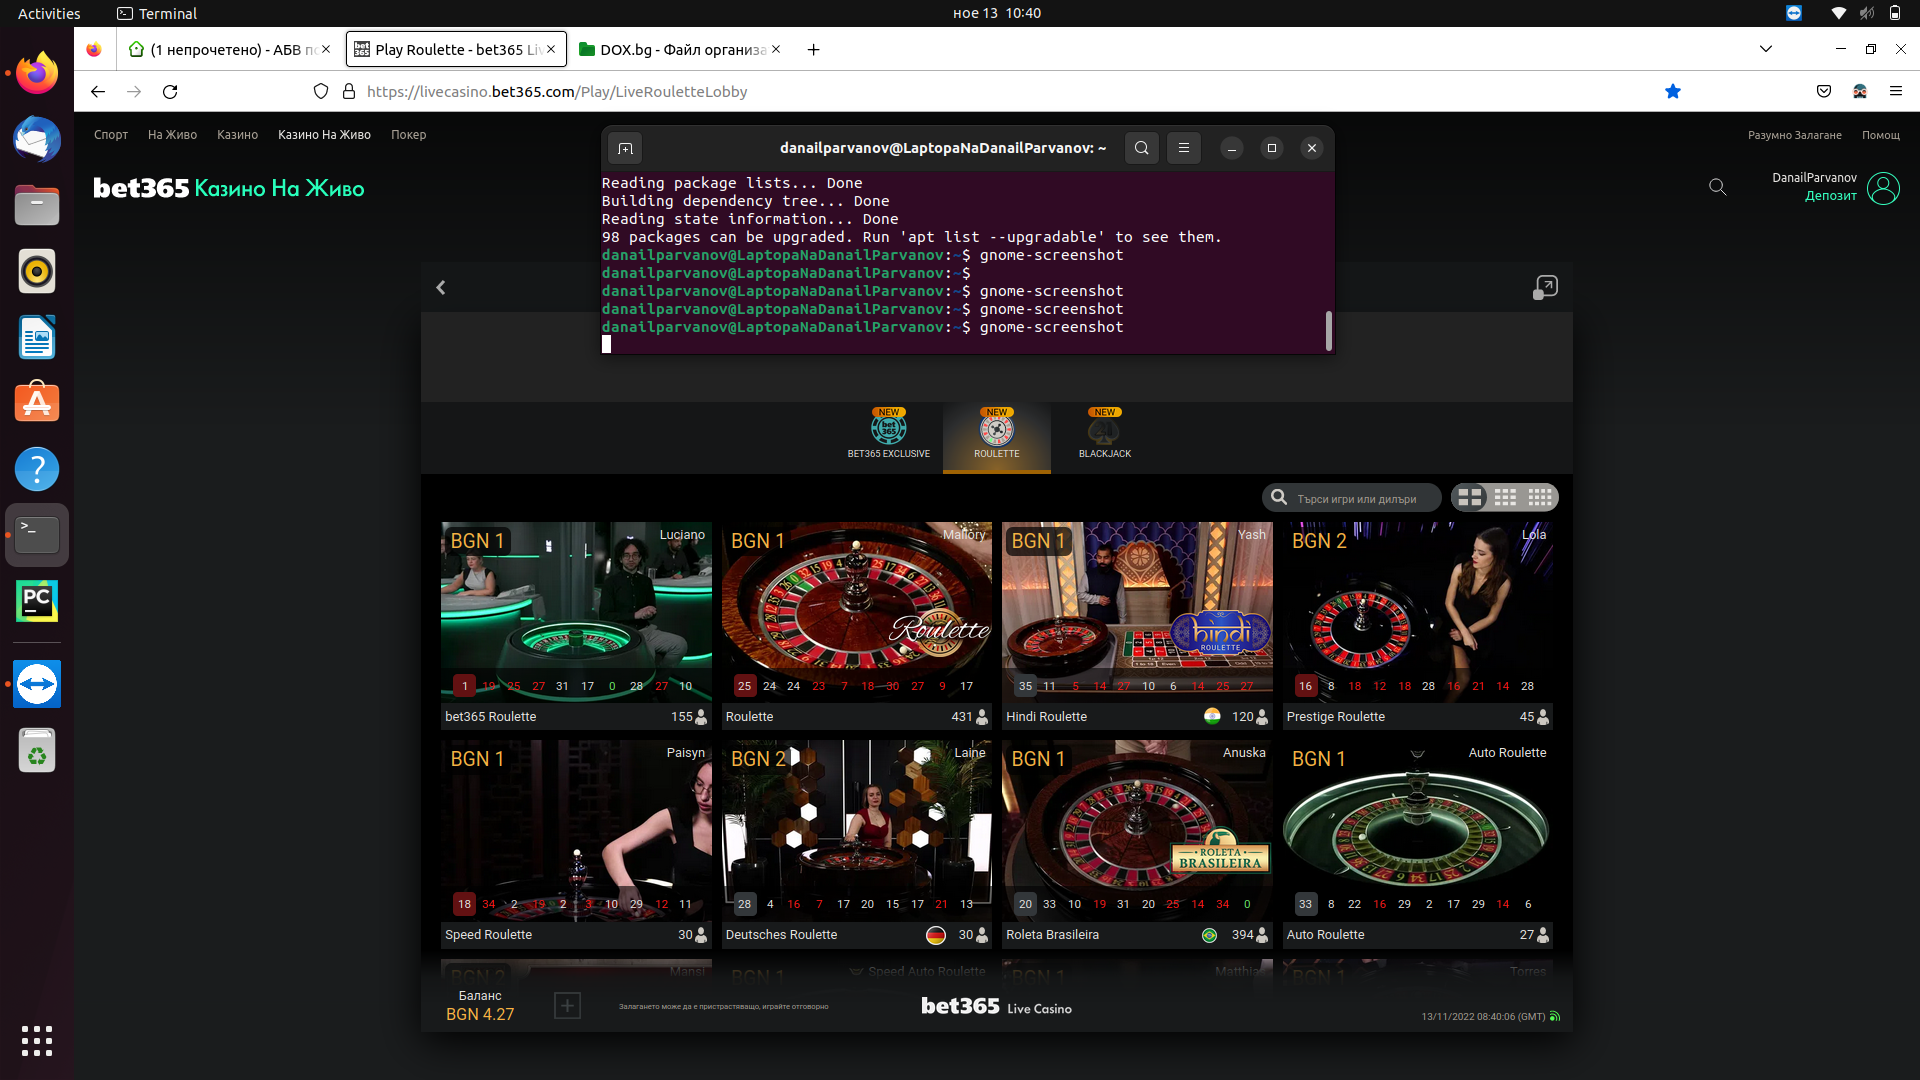 Activities
Terminal
ное 13 10:40
(1 непрочетено) - АБВ по
Play Roulette - bet365 Liv
DOX.bg - Файл организа
https://livecasino.bet365.com/Play/LiveRouletteLobby
Спорт На Живо Казино Казино На Живо Покер
Разумно Залагане Помощ
bet365 Казино На Живо
DanailParvanov
Депозит
danailparvanov@LaptopaNaDanailParvanov: ~
Reading package lists... Done
Building dependency tree... Done
Reading state information... Done
98 packages can be upgraded. Run 'apt list --upgradable' to see them.
danailparvanov@LaptopaNaDanailParvanov:~$ gnome-screenshot
danailparvanov@LaptopaNaDanailParvanov:~$
danailparvanov@LaptopaNaDanailParvanov:~$ gnome-screenshot
danailparvanov@LaptopaNaDanailParvanov:~$ gnome-screenshot
danailparvanov@LaptopaNaDanailParvanov:~$ gnome-screenshot
NEW NEW NEW
bet 365
BET365 EXCLUSIVE ROULETTE BLACKJACK
Търси игри или дилъри
BGN 1 Luciano
1 19 25 27 31 17 0 28 27 10
bet365 Roulette 155
BGN 1 Mallory
Roulette
25 24 24 23 7 18 30 27 9 17
Roulette 431
BGN 1 Yash
hindi
ROULETTE
35 11 5 14 27 10 6 14 25 27
Hindi Roulette 120
BGN 2 Lola
16 8 18 12 18 28 16 21 14 28
Prestige Roulette 45
BGN 1 Paisyn
18 34 2 19 2 3 10 29 12 11
Speed Roulette 30
BGN 2 Laine
28 4 16 7 17 20 15 17 21 13
Deutsches Roulette 30
BGN 1 Anuska
ROLETA
BRASILEIRA
20 33 10 19 31 20 25 14 34 0
Roleta Brasileira 394
BGN 1 Auto Roulette
33 8 22 16 29 2 17 29 14 6
Auto Roulette 27
BGN 2 Mansi
BGN 1 Speed Auto Roulette
BGN 1 Matthias
BGN 1 Torres
Баланс
BGN 4.27
Залагането може да е пристрастяващо, играйте отговорно
bet365 Live Casino
13/11/2022 08:40:06 (GMT)